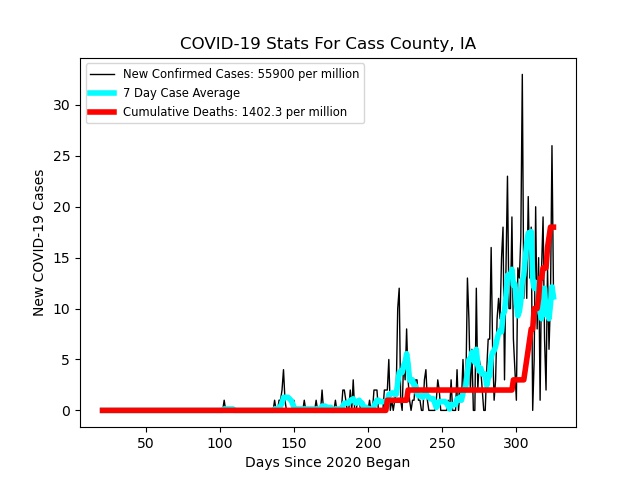 COVID-19 Stats For Cass County, IA
New Confirmed Cases: 55900 per million
7 Day Case Average
Cumulative Deaths: 1402.3 per million
30
25
20
15
10
5
0
New COVID-19 Cases
50 100 150 200 250 300
Days Since 2020 Began